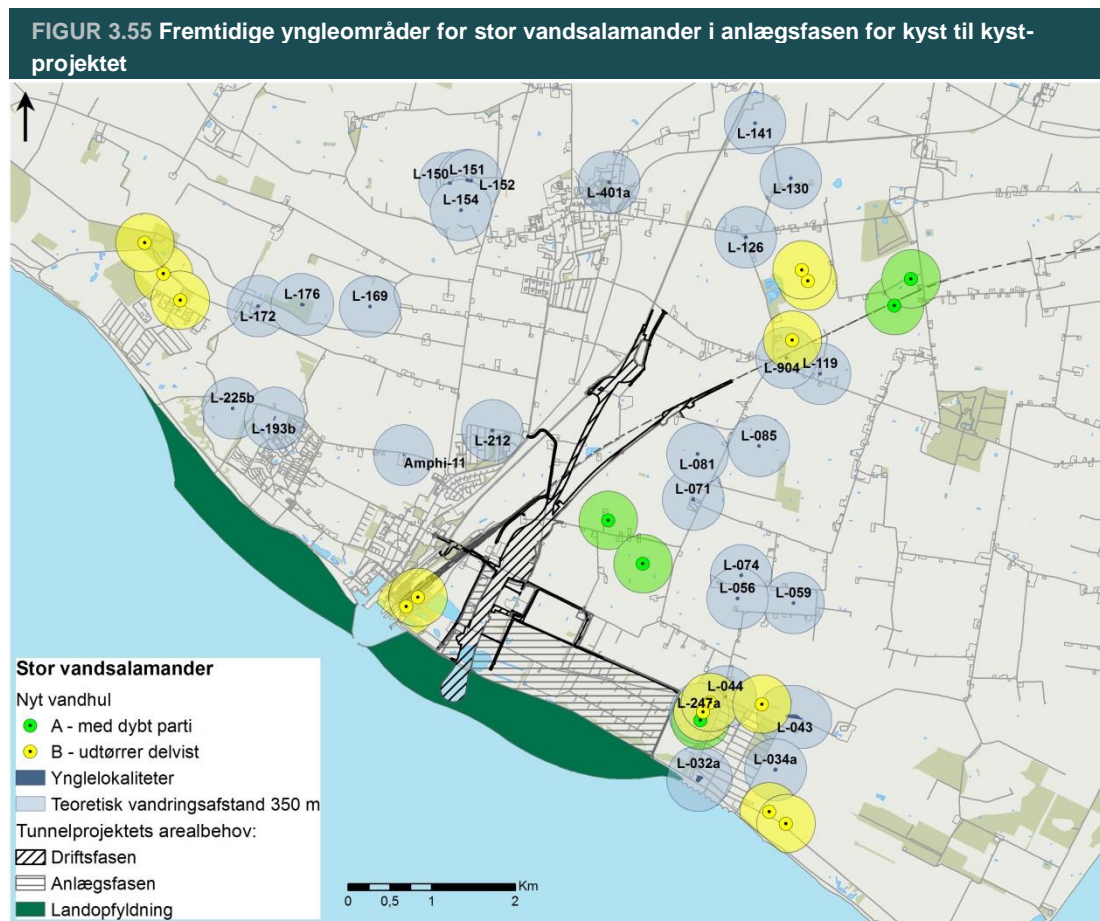 FIGUR 3.55 Fremtidige yngleområder for stor vandsalamander i anlægsfasen for kyst til kyst-
projektet
L-141
L-150
L-151
L-152
L-401a
L-130
L-154
L-126
L-176
L-169
L-172
L-904
L-119
L-225b
L-193b
L-212
Amphi-11
L-085
L-081
L-071
L-074
L-056
L-059
L-044
L-247a
L-043
L-032a
L-034a
Stor vandsalamander
Nyt vandhul
A - med dybt parti
B - udtørrer delvist
Ynglelokaliteter
Teoretisk vandringsafstand 350 m
Tunnelprojektets arealbehov:
Driftsfasen
Anlægsfasen
Landopfyldning
Km
0 0,5 1 2